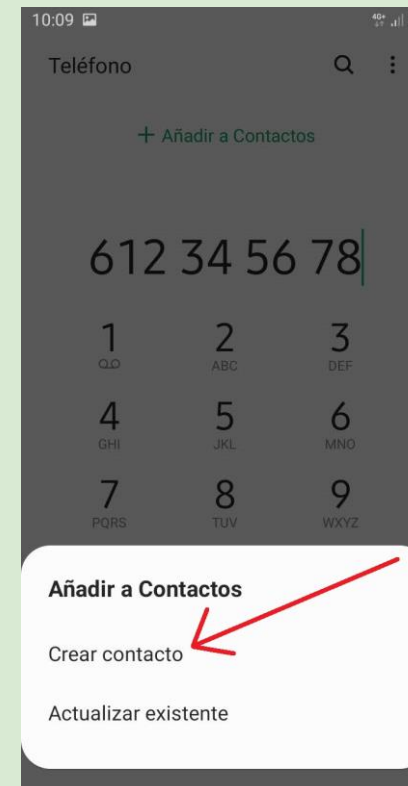 10:09 4G+
Teléfono
+ Añadir a Contactos
612 34 56 78
1 2 3
ABC DEF
4 5 6
GHI JKL MNO
7 8 9
PQRS TUV WXYZ
Añadir a Contactos
Crear contacto
Actualizar existente